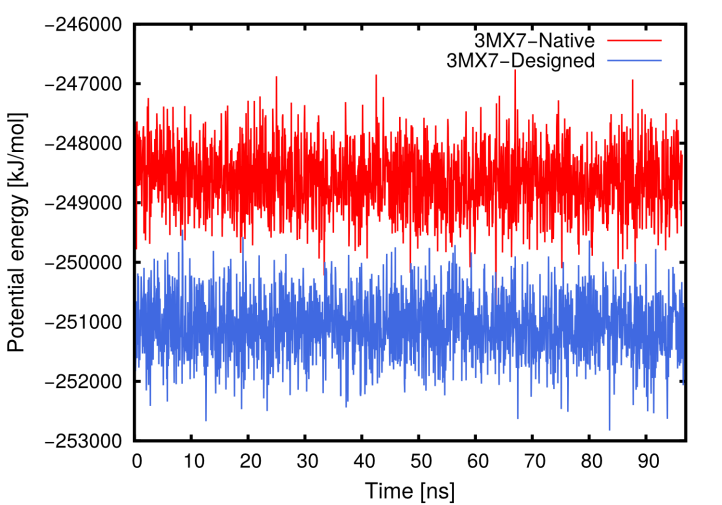 −246000
3MX7−Native
3MX7−Designed
−247000
−248000
−249000
−250000
−251000
−252000
−253000
Potential energy [kJ/mol]
0 10 20 30 40 50 60 70 80 90
Time [ns]